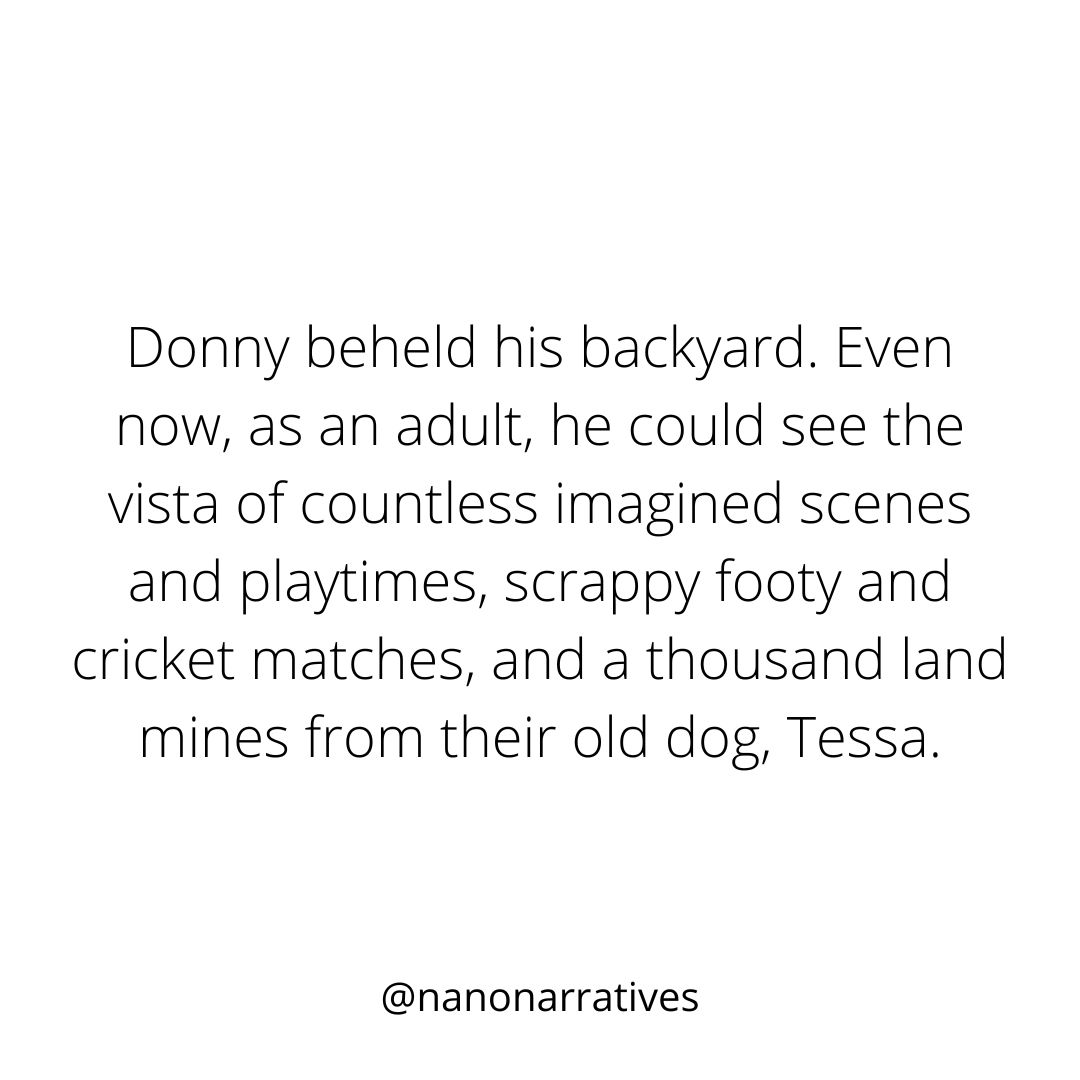 Donny beheld his backyard. Even
now, as an adult, he could see the
vista of countless imagined scenes
and playtimes, scrappy footy and
cricket matches, and a thousand land
mines from their old dog, Tessa.
@nanonarratives